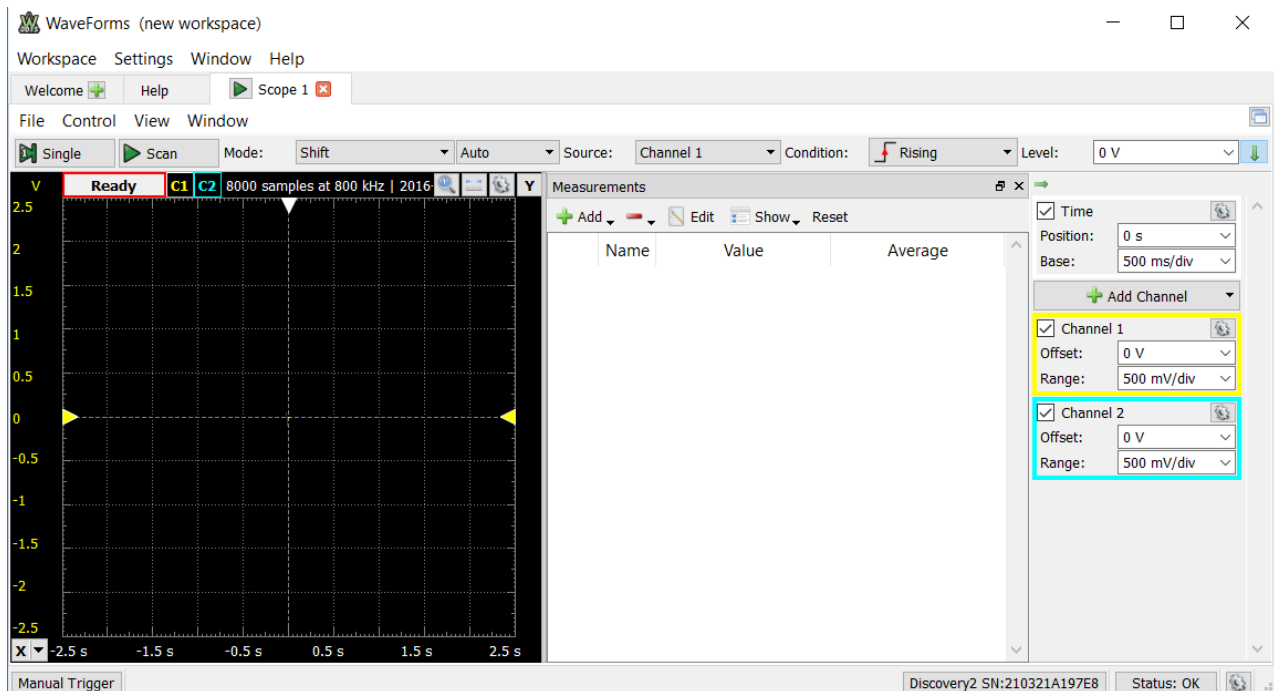 WaveForms (new workspace)
Workspace Settings Window Help
Welcome Help Scope 1
File Control View Window
Single Scan Mode: Shift Auto Source: Channel 1 Condition: Rising Level: 0 V
V Ready C1 C2 8000 samples at 800 kHz | 2016- Y
Measurements
Add Edit Show Reset
Name Value Average
2.5
2
1.5
1
0.5
0
-0.5
-1
-1.5
-2
-2.5
X -2.5 s -1.5 s -0.5 s 0.5 s 1.5 s 2.5 s
Time
Position: 0 s
Base: 500 ms/div
Add Channel
Channel 1
Offset: 0 V
Range: 500 mV/div
Channel 2
Offset: 0 V
Range: 500 mV/div
Manual Trigger Discovery2 SN:210321A197E8 Status: OK